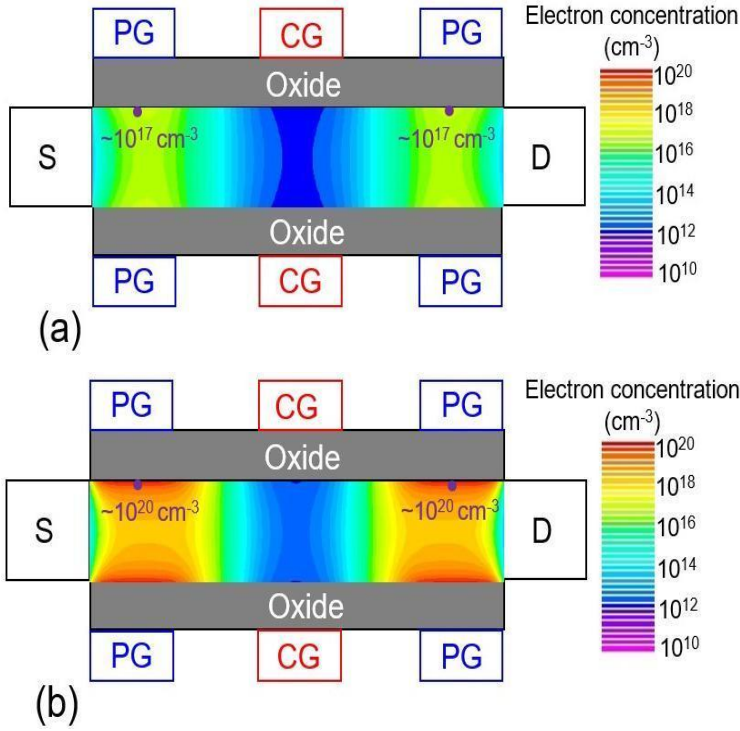 PG CG PG
Electron concentration
(cm-3)
Oxide
10²⁰
10¹⁸
10¹⁶
10¹⁴
10¹²
10¹⁰
S
~10¹⁷ cm⁻³ ~10¹⁷ cm⁻³
D
Oxide
PG CG PG
(a)
PG CG PG
Electron concentration
(cm-3)
Oxide
10²⁰
10¹⁸
10¹⁶
10¹⁴
10¹²
10¹⁰
S
~10²⁰ cm⁻³ ~10²⁰ cm⁻³
D
Oxide
PG CG PG
(b)